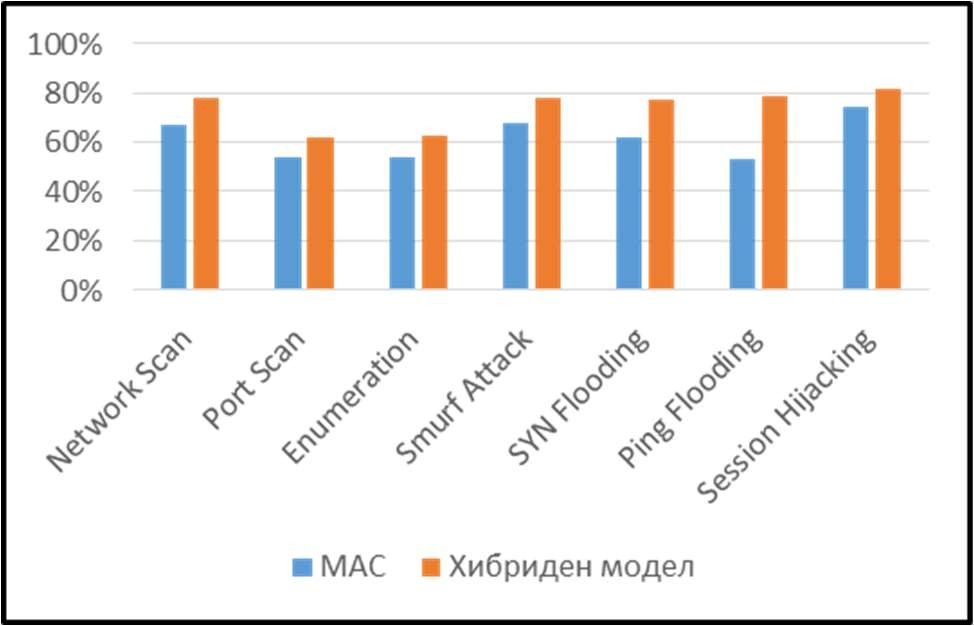 100%
80%
60%
40%
20%
0%
Network Scan
Port Scan
Enumeration
Smurf Attack
SYN Flooding
Ping Flooding
Session Hijacking
МАС
Хибриден модел